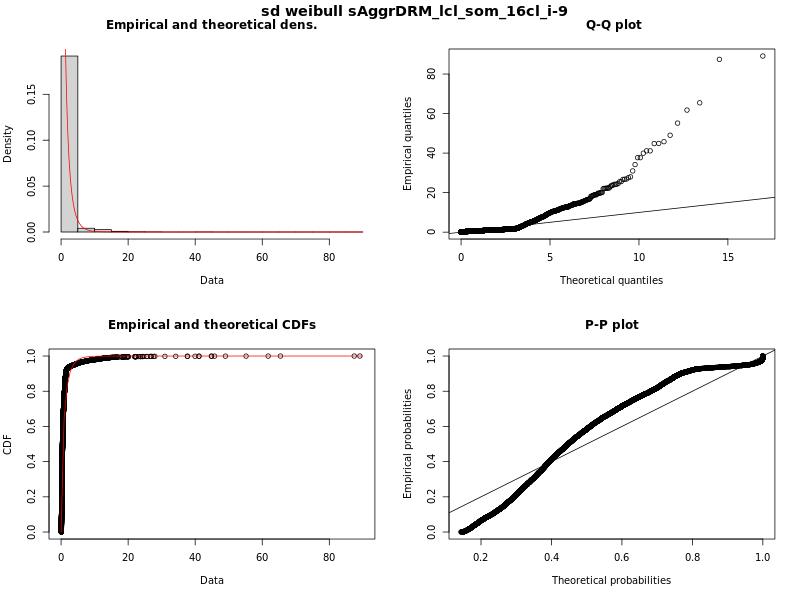 sd weibull sAggrDRM_lcl_som_16cl_i-9
Empirical and theoretical dens.
Density
0.00 0.05 0.10 0.15
0 20 40 60 80
Data
Q-Q plot
Empirical quantiles
0 20 40 60 80
0 5 10 15
Theoretical quantiles
Empirical and theoretical CDFs
CDF
0.0 0.2 0.4 0.6 0.8 1.0
0 20 40 60 80
Data
P-P plot
Empirical probabilities
0.0 0.2 0.4 0.6 0.8 1.0
0.2 0.4 0.6 0.8 1.0
Theoretical probabilities